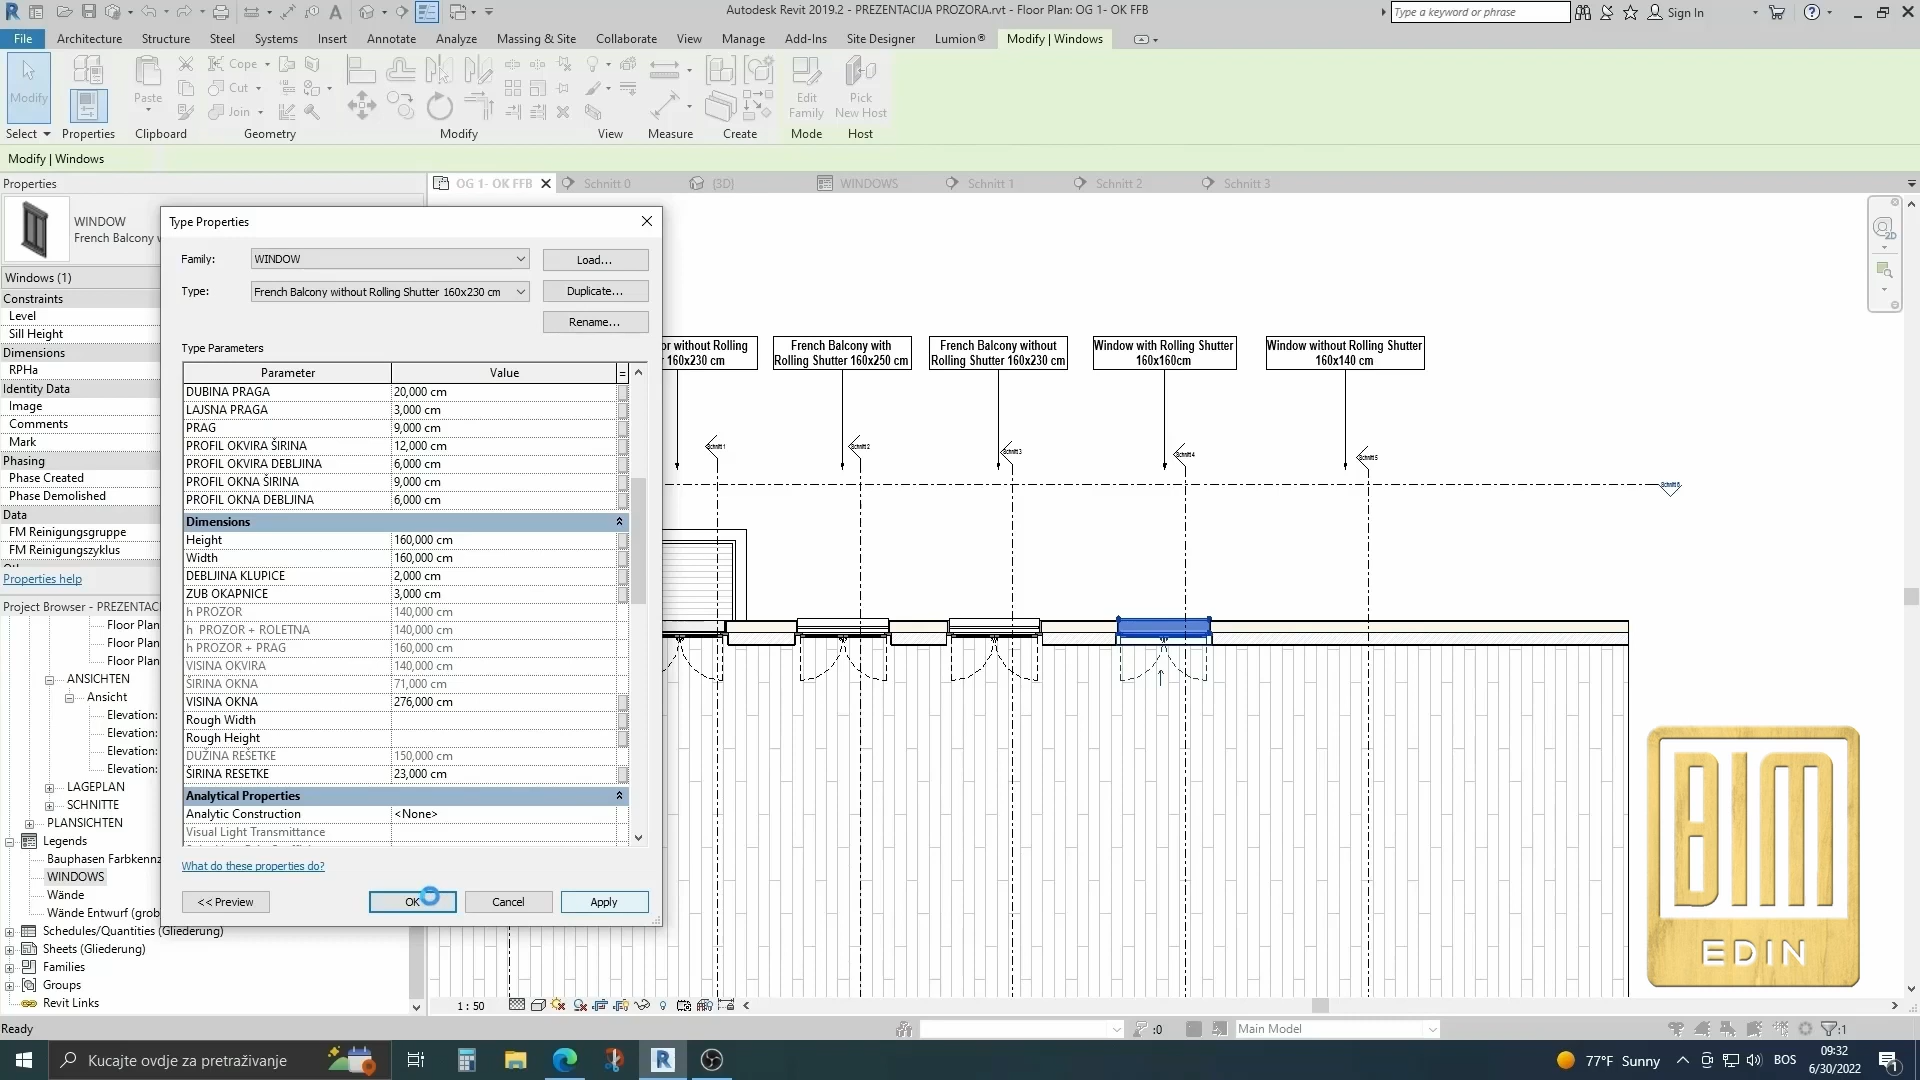 Autodesk Revit 2019.2 - PREZENTACIJA PROZORA.rvt - Floor Plan: OG 1- OK FFB
Type a keyword or phrase
Sign In
File Architecture Structure Steel Systems Insert Annotate Analyze Massing & Site Collaborate View Manage Add-Ins Site Designer Lumion® Modify | Windows
Modify
Paste
Cope
Cut
Join
Edit Family
Pick New Host
Select Properties Clipboard Geometry Modify View Measure Create Mode Host
Modify | Windows
Properties
OG 1- OK FFB Schnitt 0 (3D) WINDOWS Schnitt 1 Schnitt 2 Schnitt 3
WINDOW
French Balcony w
Windows (1)
Constraints
Level
Sill Height
Dimensions
RPHa
Identity Data
Image
Comments
Mark
Phasing
Phase Created
Phase Demolished
Data
FM Reinigungsgruppe
FM Reinigungszyklus
Properties help
Project Browser - PREZENTAC
Floor Plan
Floor Plan
Floor Plan
ANSICHTEN
Ansicht
Elevation:
Elevation:
Elevation:
Elevation:
LAGEPLAN
SCHNITTE
PLANSICHTEN
Legends
Bauphasen Farbkennz
WINDOWS
Wände
Wände Entwurf (grob
Schedules/Quantities (Gliederung)
Sheets (Gliederung)
Families
Groups
Revit Links
Type Properties
Family: WINDOW Load...
Type: French Balcony without Rolling Shutter 160x230 cm Duplicate...
Rename...
Type Parameters
Parameter Value =
DUBINA PRAGA 20,000 cm
LAJSNA PRAGA 3,000 cm
PRAG 9,000 cm
PROFIL OKVIRA ŠIRINA 12,000 cm
PROFIL OKVIRA DEBLJINA 6,000 cm
PROFIL OKNA ŠIRINA 9,000 cm
PROFIL OKNA DEBLJINA 6,000 cm
Dimensions
Height 160,000 cm
Width 160,000 cm
DEBLJINA KLUPICE 2,000 cm
ZUB OKAPNICE 3,000 cm
h PROZOR 140,000 cm
h PROZOR + ROLETNA 140,000 cm
h PROZOR + PRAG 160,000 cm
VISINA OKVIRA 140,000 cm
ŠIRINA OKNA 71,000 cm
VISINA OKNA 276,000 cm
Rough Width
Rough Height
DUŽINA REŠETKE 150,000 cm
ŠIRINA RESETKE 23,000 cm
Analytical Properties
Analytic Construction <None>
Visual Light Transmittance
What do these properties do?
<< Preview OK Cancel Apply
or without Rolling
160x230 cm
French Balcony with
Rolling Shutter 160x250 cm
French Balcony without
Rolling Shutter 160x230 cm
Window with Rolling Shutter
160x160cm
Window without Rolling Shutter
160x140 cm
Schnitt 1
Schnitt 2
Schnitt 3
Schnitt 4
Schnitt 5
2D
BIM
EDIN
1 : 50
Ready
:0
Main Model
:1
Kucajte ovdje za pretraživanje
77°F Sunny
BOS
09:32
6/30/2022
1